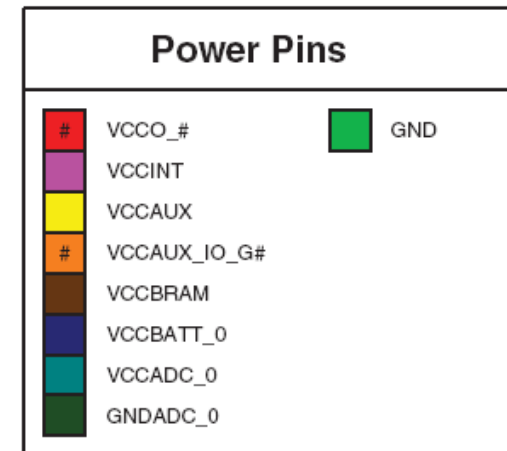 Power Pins
# VCCO_# GND
VCCINT
VCCAUX
# VCCAUX_IO_G#
VCCBRAM
VCCBATT_0
VCCADC_0
GNDADC_0